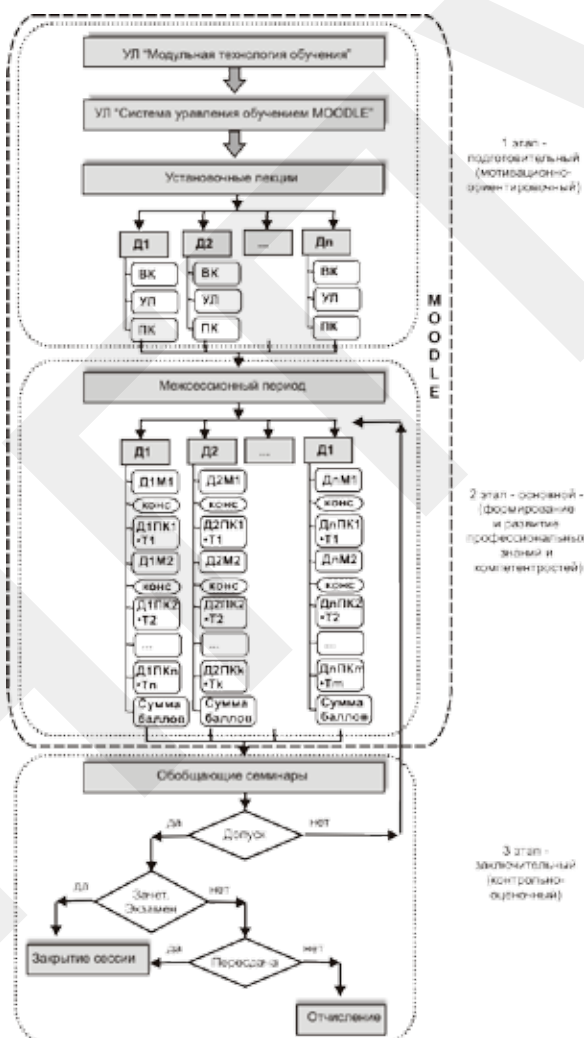 УЛ "Модульная технология обучения"
УЛ "Система уравления обучением MOODLE"
Установочные лекции
Д1 Д2 ... Дn
ВК ВК ВК
УЛ УЛ УЛ
ПК ПК ПК
1 этап -
подготовительный
(мотивационно-
ориентировочный)
MOODLE
Межсессионный период
Д1 Д2 ... Д1
Д1М1 Д2М1 ДnМ1
конс конс конс
Д1ПК1 Д2ПК1 ДnПК1
+Т1 +Т1 +Т1
Д1М2 Д2М2 ДnМ2
конс конс конс
Д1ПК2 Д2ПК2 ДnПК2
+Т2 +Т2 +Т2
... ... ...
Д1ПКn Д2ПКk ДnПКm
+Тn +Тk +Тm
Сумма Сумма Сумма
баллов баллов баллов
2 этап - основной -
(формирование
и развитие
профессиональных
знаний и
компетентростей)
Обобщающие семинары
да Допуск нет
да Зачет, нет
Экзамен
Закрытие сессии да Пересдача нет
Отчисление
3 этап -
заключительный
(контрольно-
оценочный)